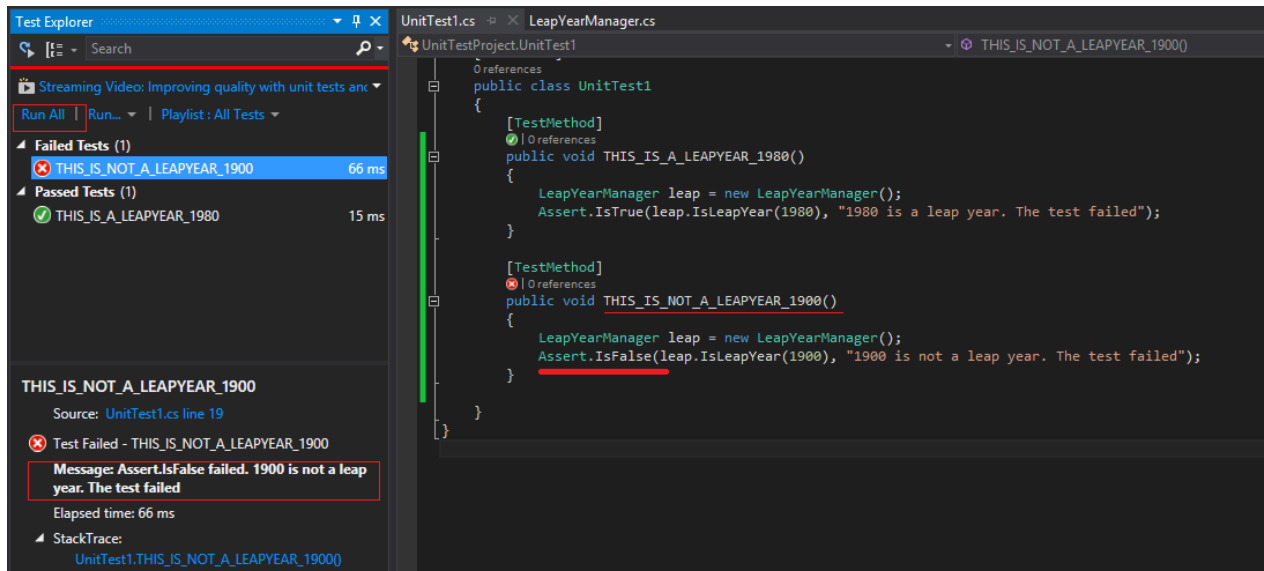 Test Explorer
Search
Streaming Video: Improving quality with unit tests anc
Run All | Run... | Playlist : All Tests
Failed Tests (1)
THIS_IS_NOT_A_LEAPYEAR_1900 66 ms
Passed Tests (1)
THIS_IS_A_LEAPYEAR_1980 15 ms
THIS_IS_NOT_A_LEAPYEAR_1900
Source: UnitTest1.cs line 19
Test Failed - THIS_IS_NOT_A_LEAPYEAR_1900
Message: Assert.IsFalse failed. 1900 is not a leap
year. The test failed
Elapsed time: 66 ms
StackTrace:
UnitTest1.THIS_IS_NOT_A_LEAPYEAR_1900()
UnitTest1.cs LeapYearManager.cs
UnitTestProject.UnitTest1 THIS_IS_NOT_A_LEAPYEAR_1900()
0 references
public class UnitTest1
{
[TestMethod]
| 0 references
public void THIS_IS_A_LEAPYEAR_1980()
{
LeapYearManager leap = new LeapYearManager();
Assert.IsTrue(leap.IsLeapYear(1980), "1980 is a leap year. The test failed");
}
[TestMethod]
| 0 references
public void THIS_IS_NOT_A_LEAPYEAR_1900()
{
LeapYearManager leap = new LeapYearManager();
Assert.IsFalse(leap.IsLeapYear(1900), "1900 is not a leap year. The test failed");
}
}
}